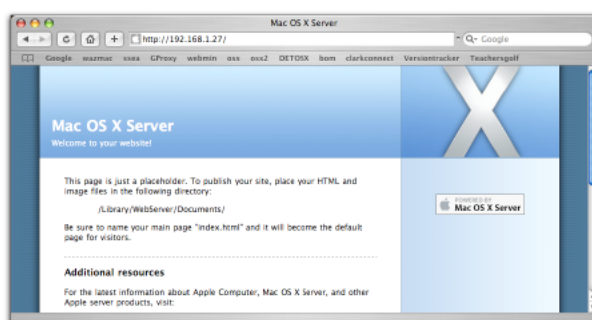 Mac OS X Server
http://192.168.1.27/
Google
Google wazmac ssea GProxy webmin oss oss2 DETOSX bom clarkconnect Versiontracker Teachersgolf
Mac OS X Server
Welcome to your website!
This page is just a placeholder. To publish your site, place your HTML and
image files in the following directory:
/Library/WebServer/Documents/
Be sure to name your main page "index.html" and it will become the default
page for visitors.
POWERED BY
Mac OS X Server
Additional resources
For the latest information about Apple Computer, Mac OS X Server, and other
Apple server products, visit: